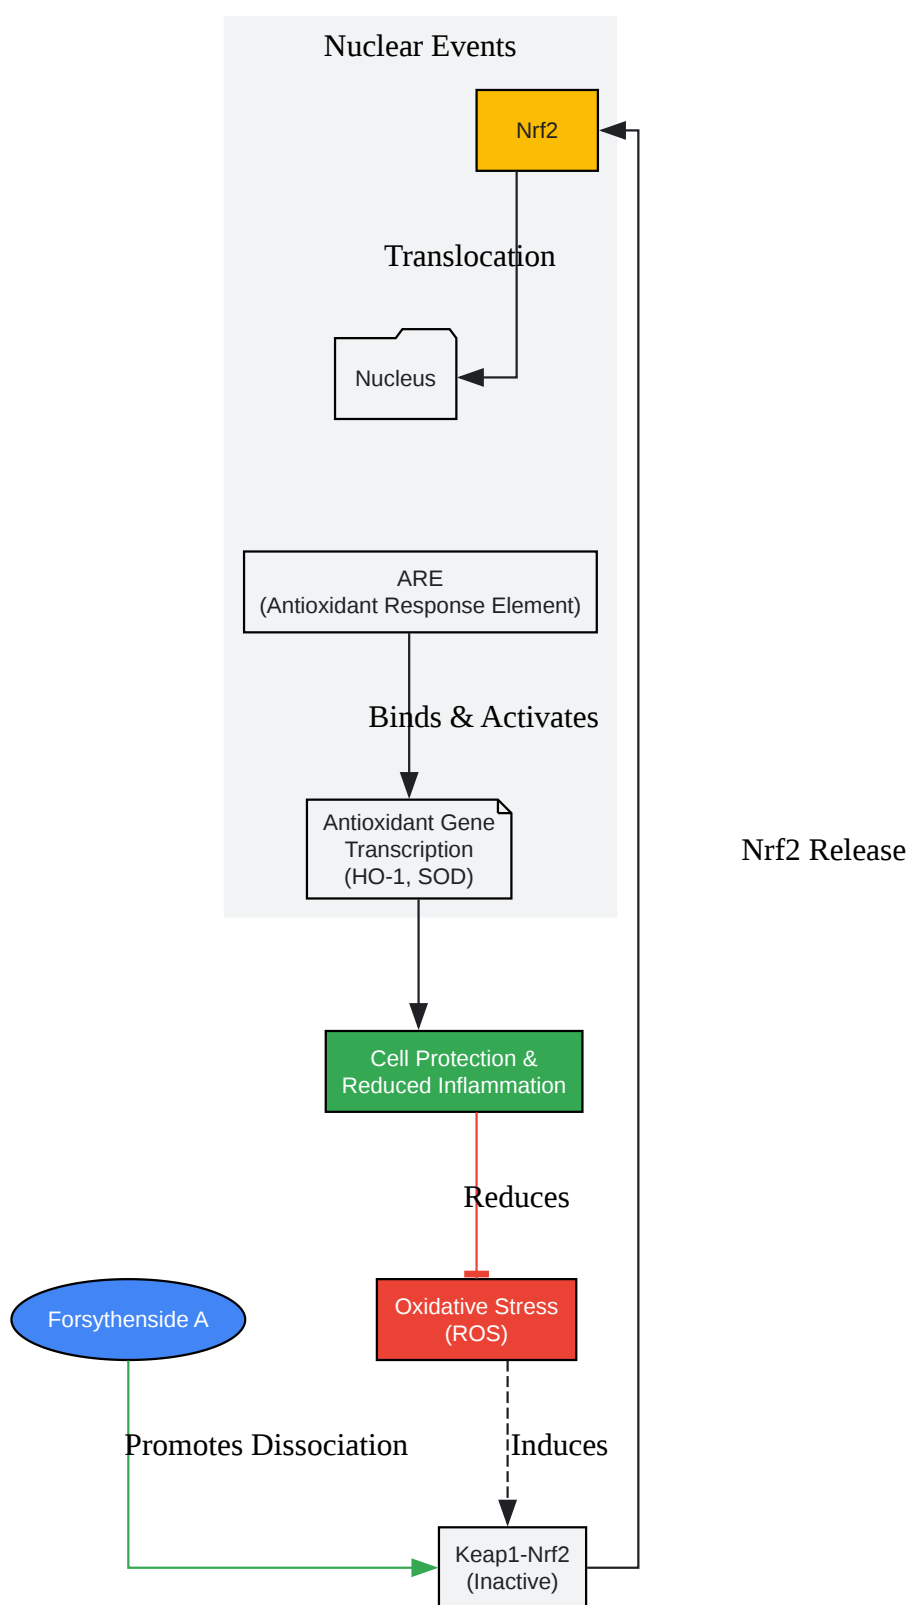 Nuclear Events
Nrf2
Translocation
Nucleus
ARE
(Antioxidant Response Element)
Binds & Activates
Antioxidant Gene
Transcription
(HO-1, SOD)
Nrf2 Release
Cell Protection &
Reduced Inflammation
Reduces
Forsythenside A
Oxidative Stress
(ROS)
Promotes Dissociation
Induces
Keap1-Nrf2
(Inactive)